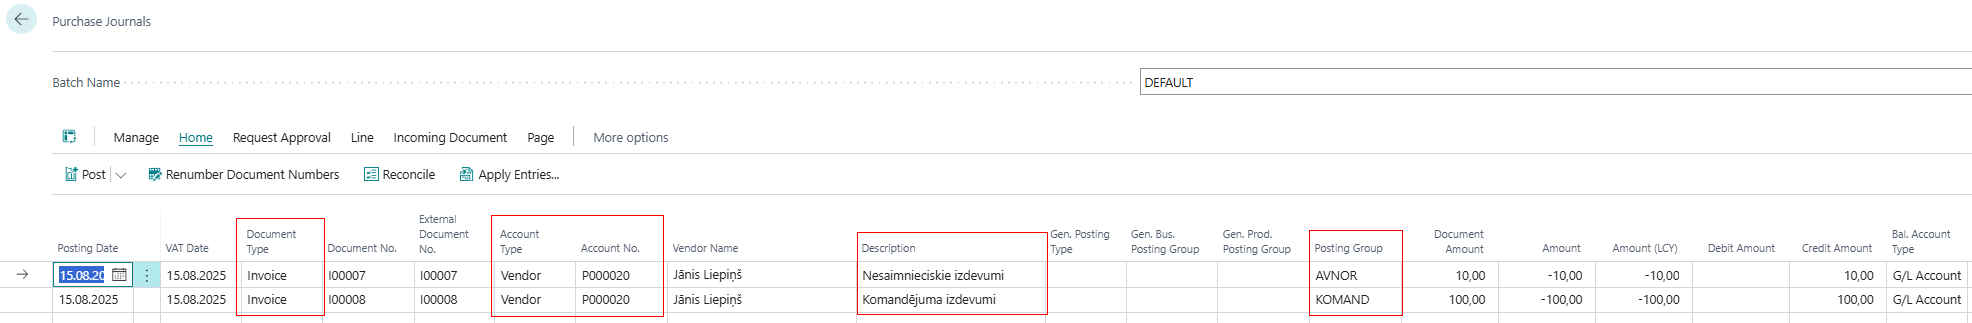 Purchase Journals
Batch Name
DEFAULT
Manage Home Request Approval Line Incoming Document Page More options
Post Renumber Document Numbers Reconcile Apply Entries...
Posting Date VAT Date Document Type Document No. External Document No. Account Type Account No. Vendor Name Description Gen. Posting Type Gen. Bus. Posting Group Gen. Prod. Posting Group Posting Group Document Amount Amount Amount (LCY) Debit Amount Credit Amount Bal. Account Type
15.08.20 15.08.2025 Invoice I00007 I00007 Vendor P000020 Jānis Liepiņš Nesaimnieciskie izdevumi AVNOR 10,00 -10,00 -10,00 10,00 G/L Account
15.08.2025 15.08.2025 Invoice I00008 I00008 Vendor P000020 Jānis Liepiņš Komandējuma izdevumi KOMAND 100,00 -100,00 -100,00 100,00 G/L Account